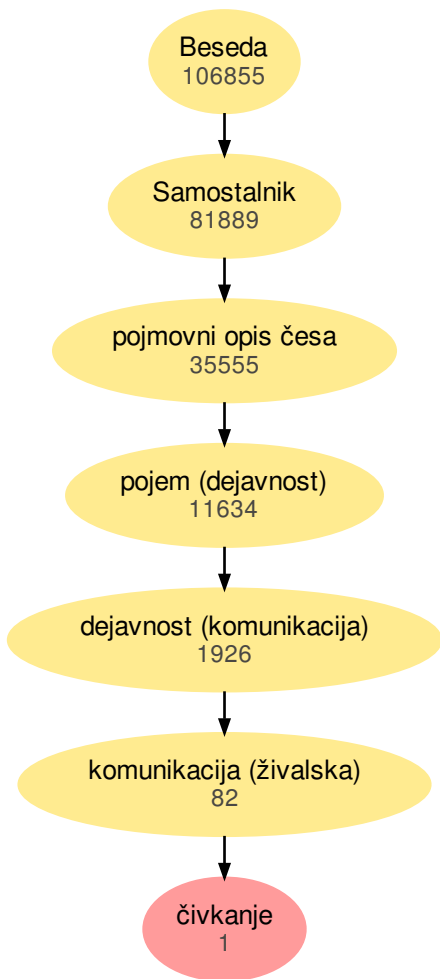 Beseda
106855
Samostalnik
81889
pojmovni opis česa
35555
pojem (dejavnost)
11634
dejavnost (komunikacija)
1926
komunikacija (živalska)
82
čivkanje
1